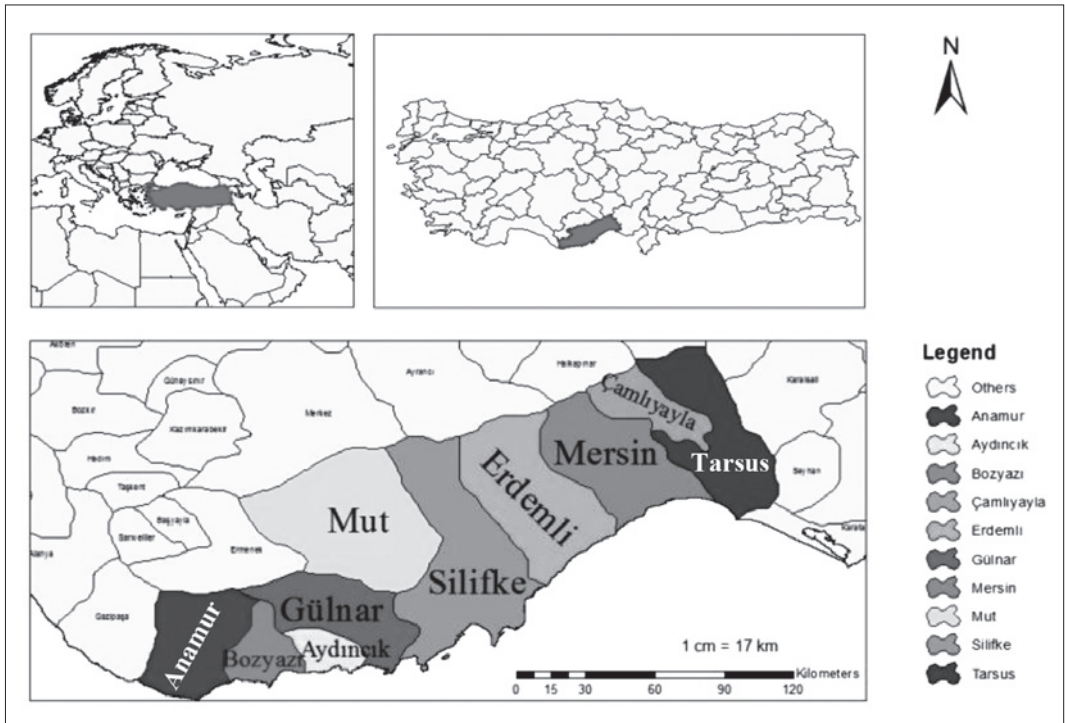 N
Legend
Others
Anamur
Aydıncık
Bozyazı
Çamlıyayla
Erdemli
Gülnar
Mersin
Mut
Silifke
Tarsus
Halkapınar
Ayrancı
Karaisalı
Güneysınır
Bozkır
Merkez
Kazımkarabekir
Çamlıyayla
Mersin
Tarsus
Seyhan
Hadim
Erdemli
Taşkent
Mut
Başyayla
Sarıveliler
Ermenek
Silifke
Gazipaşa
Gülnar
Anamur
Aydıncık
Bozyazı
1 cm = 17 km
Kilometers
0 15 30 60 90 120